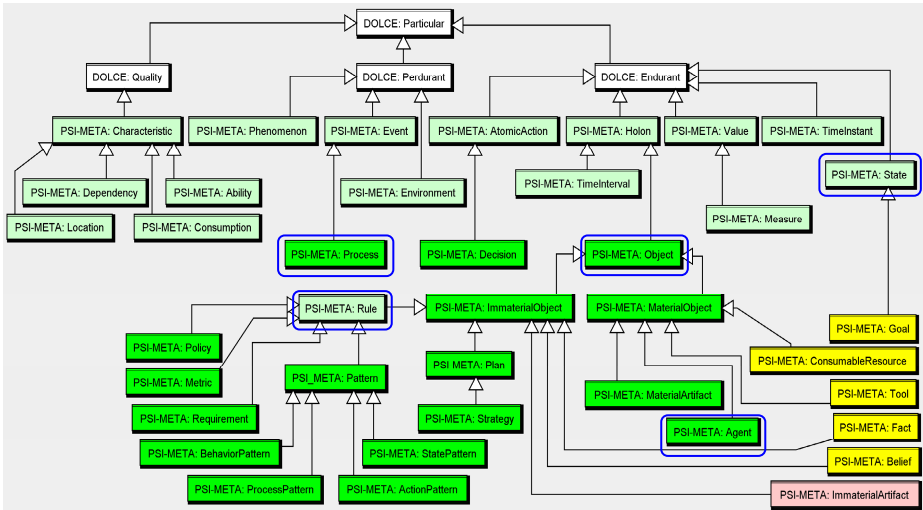 DOLCE: Particular
DOLCE: Quality
DOLCE: Perdurant
DOLCE: Endurant
PSI-META: Characteristic
PSI-META: Phenomenon
PSI-META: Event
PSI-META: AtomicAction
PSI-META: Holon
PSI-META: Value
PSI-META: TimeInstant
PSI-META: State
PSI-META: Dependency
PSI-META: Ability
PSI-META: Environment
PSI-META: TimeInterval
PSI-META: Location
PSI-META: Consumption
PSI-META: Measure
PSI-META: Process
PSI-META: Decision
PSI-META: Object
PSI-META: Rule
PSI-META: ImmaterialObject
PSI-META: MaterialObject
PSI-META: Goal
PSI-META: Policy
PSI-META: ConsumableResource
PSI-META: Plan
PSI-META: Metric
PSI_META: Pattern
PSI-META: MaterialArtifact
PSI-META: Tool
PSI-META: Requirement
PSI-META: Strategy
PSI-META: Agent
PSI-META: Fact
PSI-META: BehaviorPattern
PSI-META: StatePattern
PSI-META: Belief
PSI-META: ProcessPattern
PSI-META: ActionPattern
PSI-META: ImmaterialArtifact